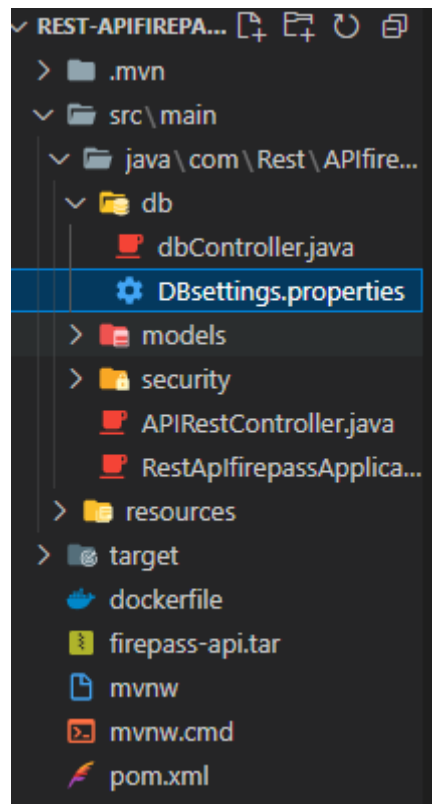 REST-APIFIREPA...
.mvn
src\main
java\com\Rest\APIfire...
db
dbController.java
DBsettings.properties
models
security
APIRestController.java
RestApIfirepassApplica...
resources
target
dockerfile
firepass-api.tar
mvnw
mvnw.cmd
pom.xml